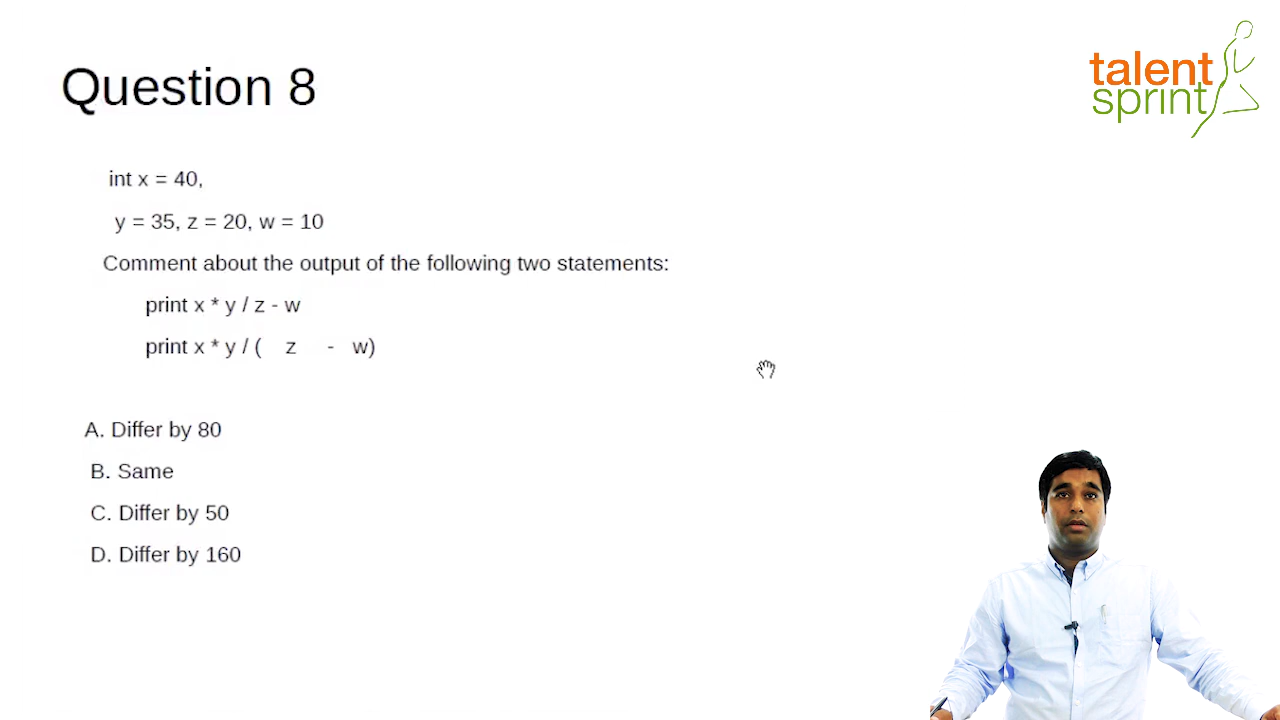 talent
sprint
Question 8
int x = 40,
y = 35, z = 20, w = 10
Comment about the output of the following two statements:
print x * y / z - w
print x * y / ( z - w)
A. Differ by 80
B. Same
C. Differ by 50
D. Differ by 160